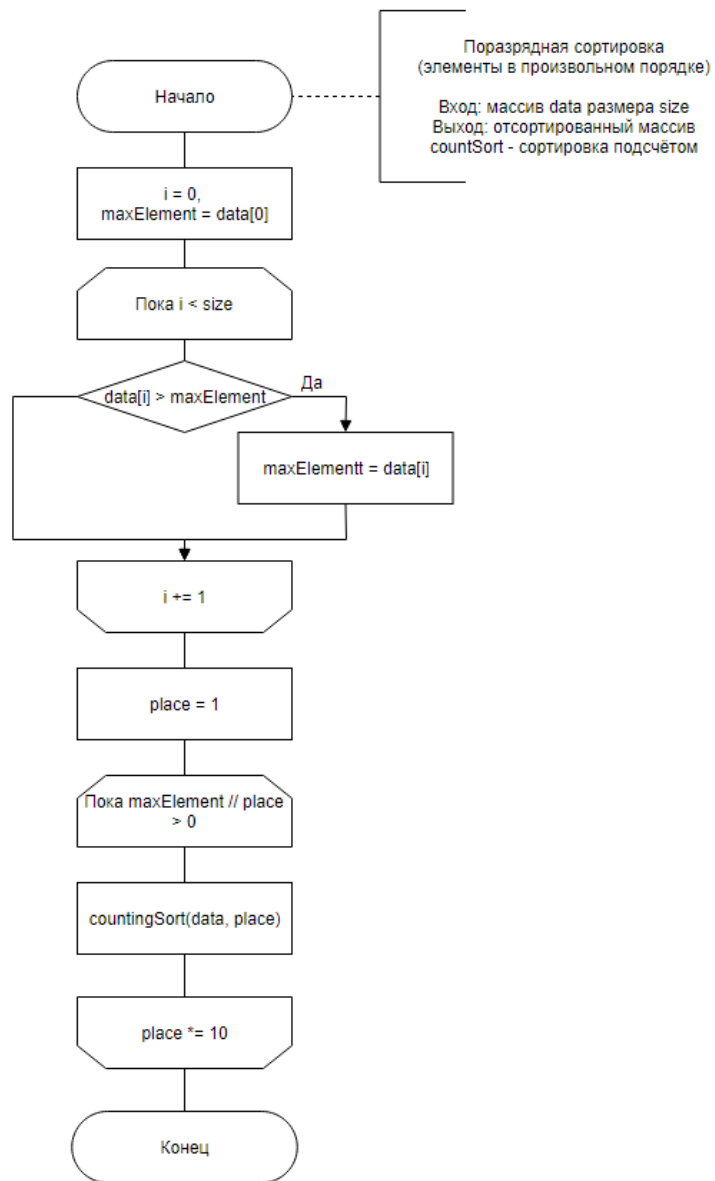 Начало
Поразрядная сортировка
(элементы в произвольном порядке)
Вход: массив data размера size
Выход: отсортированный массив
countSort - сортировка подсчётом
i = 0,
maxElement = data[0]
Пока i < size
data[i] > maxElement
Да
maxElementt = data[i]
i += 1
place = 1
Пока maxElement // place
> 0
countingSort(data, place)
place *= 10
Конец